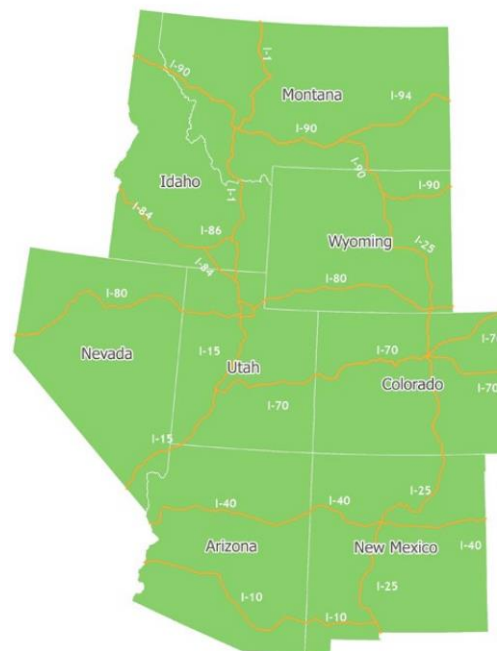 I-90
I-1
Montana
I-94
I-90
I-90
I-90
Idaho
I-1
I-84
I-86
I-84
Wyoming
I-25
I-80
I-80
Nevada
I-15
Utah
I-70
I-70
I-70
Colorado
I-70
I-15
I-25
I-40
I-40
I-40
Arizona
New Mexico
I-25
I-10
I-10